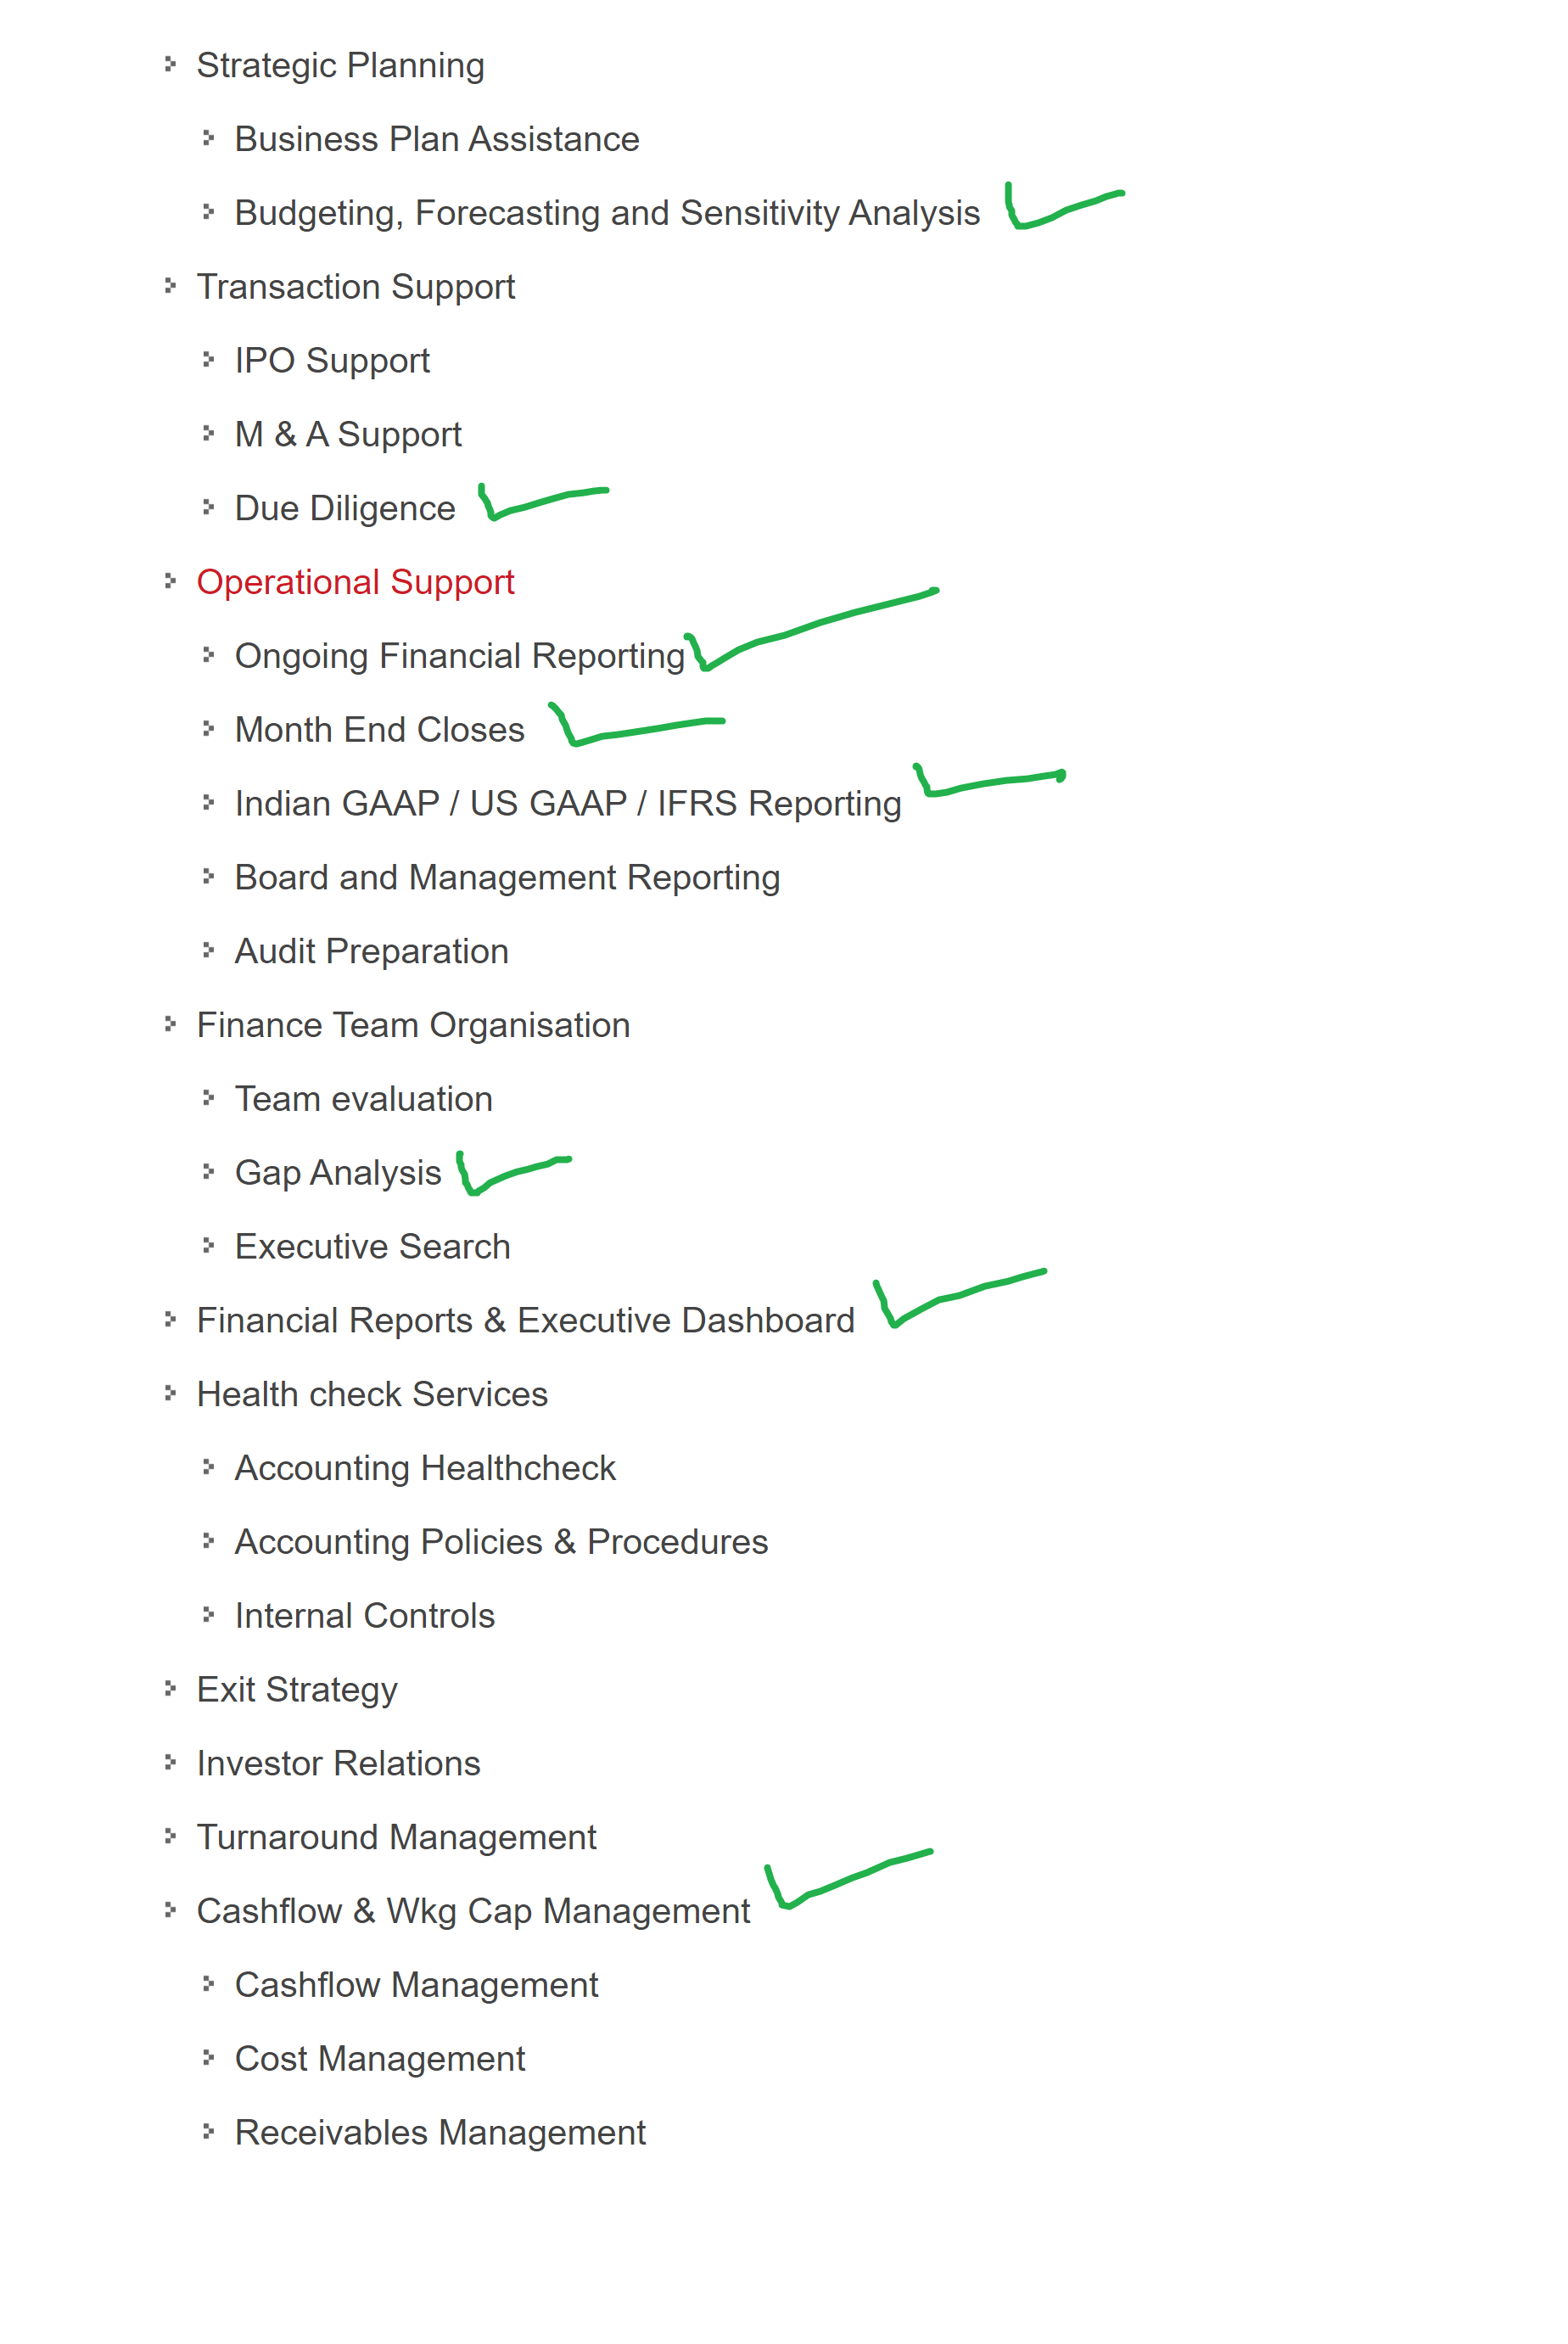 Strategic Planning
Business Plan Assistance
Budgeting, Forecasting and Sensitivity Analysis
Transaction Support
IPO Support
M & A Support
Due Diligence
Operational Support
Ongoing Financial Reporting
Month End Closes
Indian GAAP / US GAAP / IFRS Reporting
Board and Management Reporting
Audit Preparation
Finance Team Organisation
Team evaluation
Gap Analysis
Executive Search
Financial Reports & Executive Dashboard
Health check Services
Accounting Healthcheck
Accounting Policies & Procedures
Internal Controls
Exit Strategy
Investor Relations
Turnaround Management
Cashflow & Wkg Cap Management
Cashflow Management
Cost Management
Receivables Management